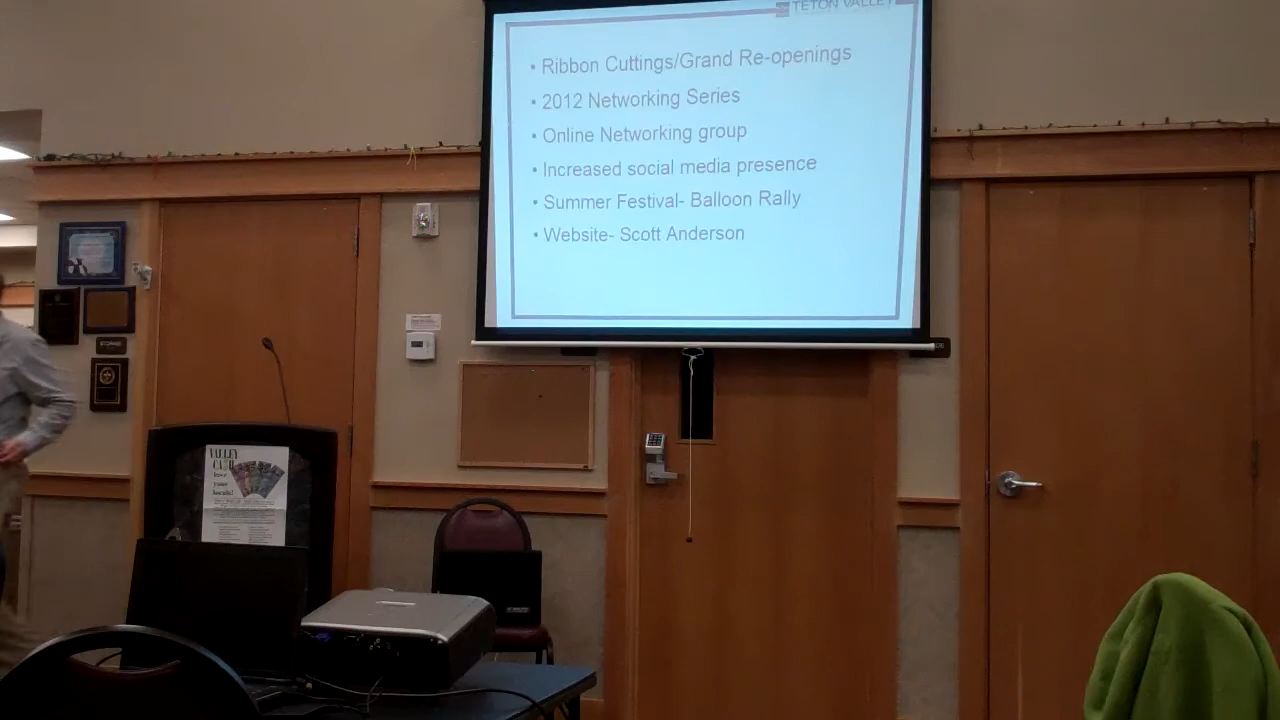 TETON VALLEY
• Ribbon Cuttings/Grand Re-openings
• 2012 Networking Series
• Online Networking group
• Increased social media presence
• Summer Festival- Balloon Rally
• Website- Scott Anderson
VALLEY
CASH